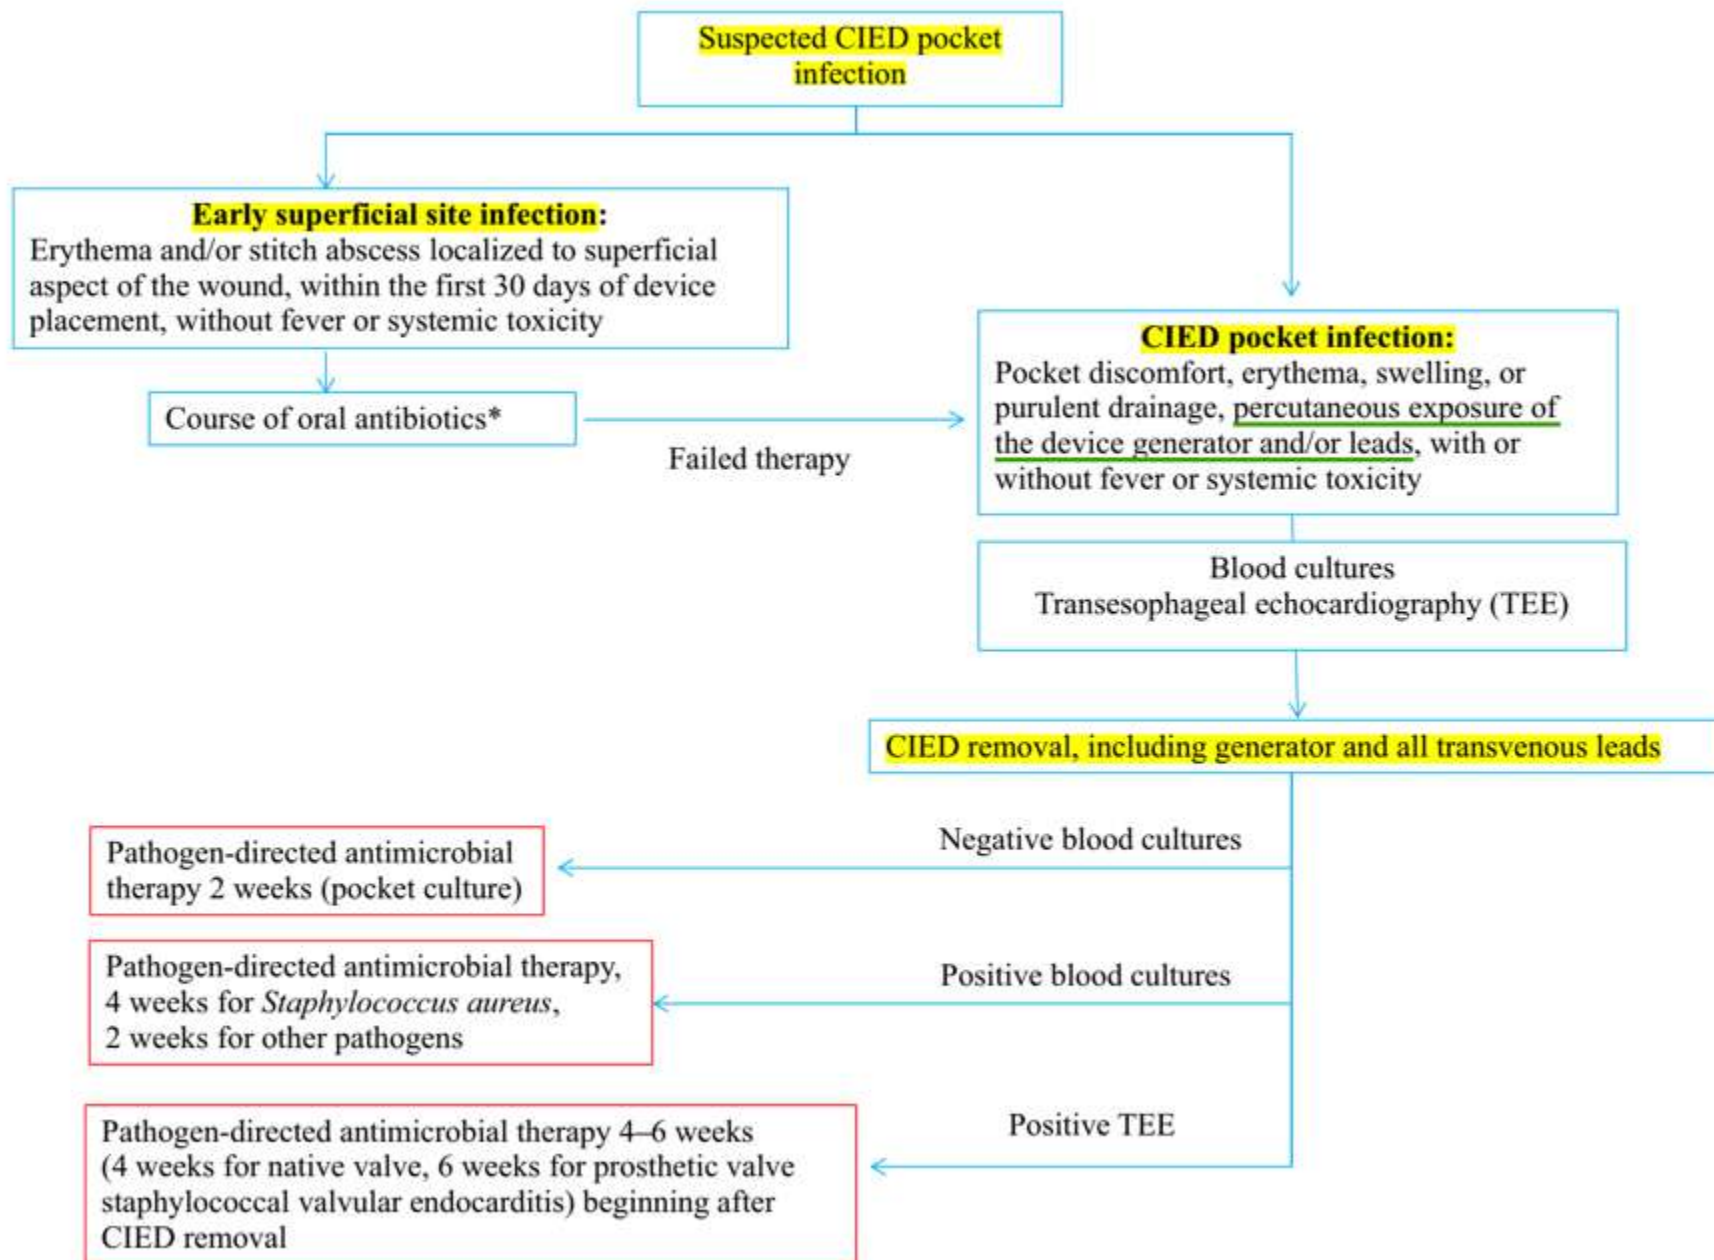 Suspected CIED pocket
infection
Early superficial site infection:
Erythema and/or stitch abscess localized to superficial
aspect of the wound, within the first 30 days of device
placement, without fever or systemic toxicity
Course of oral antibiotics*
Failed therapy
CIED pocket infection:
Pocket discomfort, erythema, swelling, or
purulent drainage, percutaneous exposure of
the device generator and/or leads, with or
without fever or systemic toxicity
Blood cultures
Transesophageal echocardiography (TEE)
CIED removal, including generator and all transvenous leads
Negative blood cultures
Pathogen-directed antimicrobial
therapy 2 weeks (pocket culture)
Positive blood cultures
Pathogen-directed antimicrobial therapy,
4 weeks for Staphylococcus aureus,
2 weeks for other pathogens
Positive TEE
Pathogen-directed antimicrobial therapy 4–6 weeks
(4 weeks for native valve, 6 weeks for prosthetic valve
staphylococcal valvular endocarditis) beginning after
CIED removal